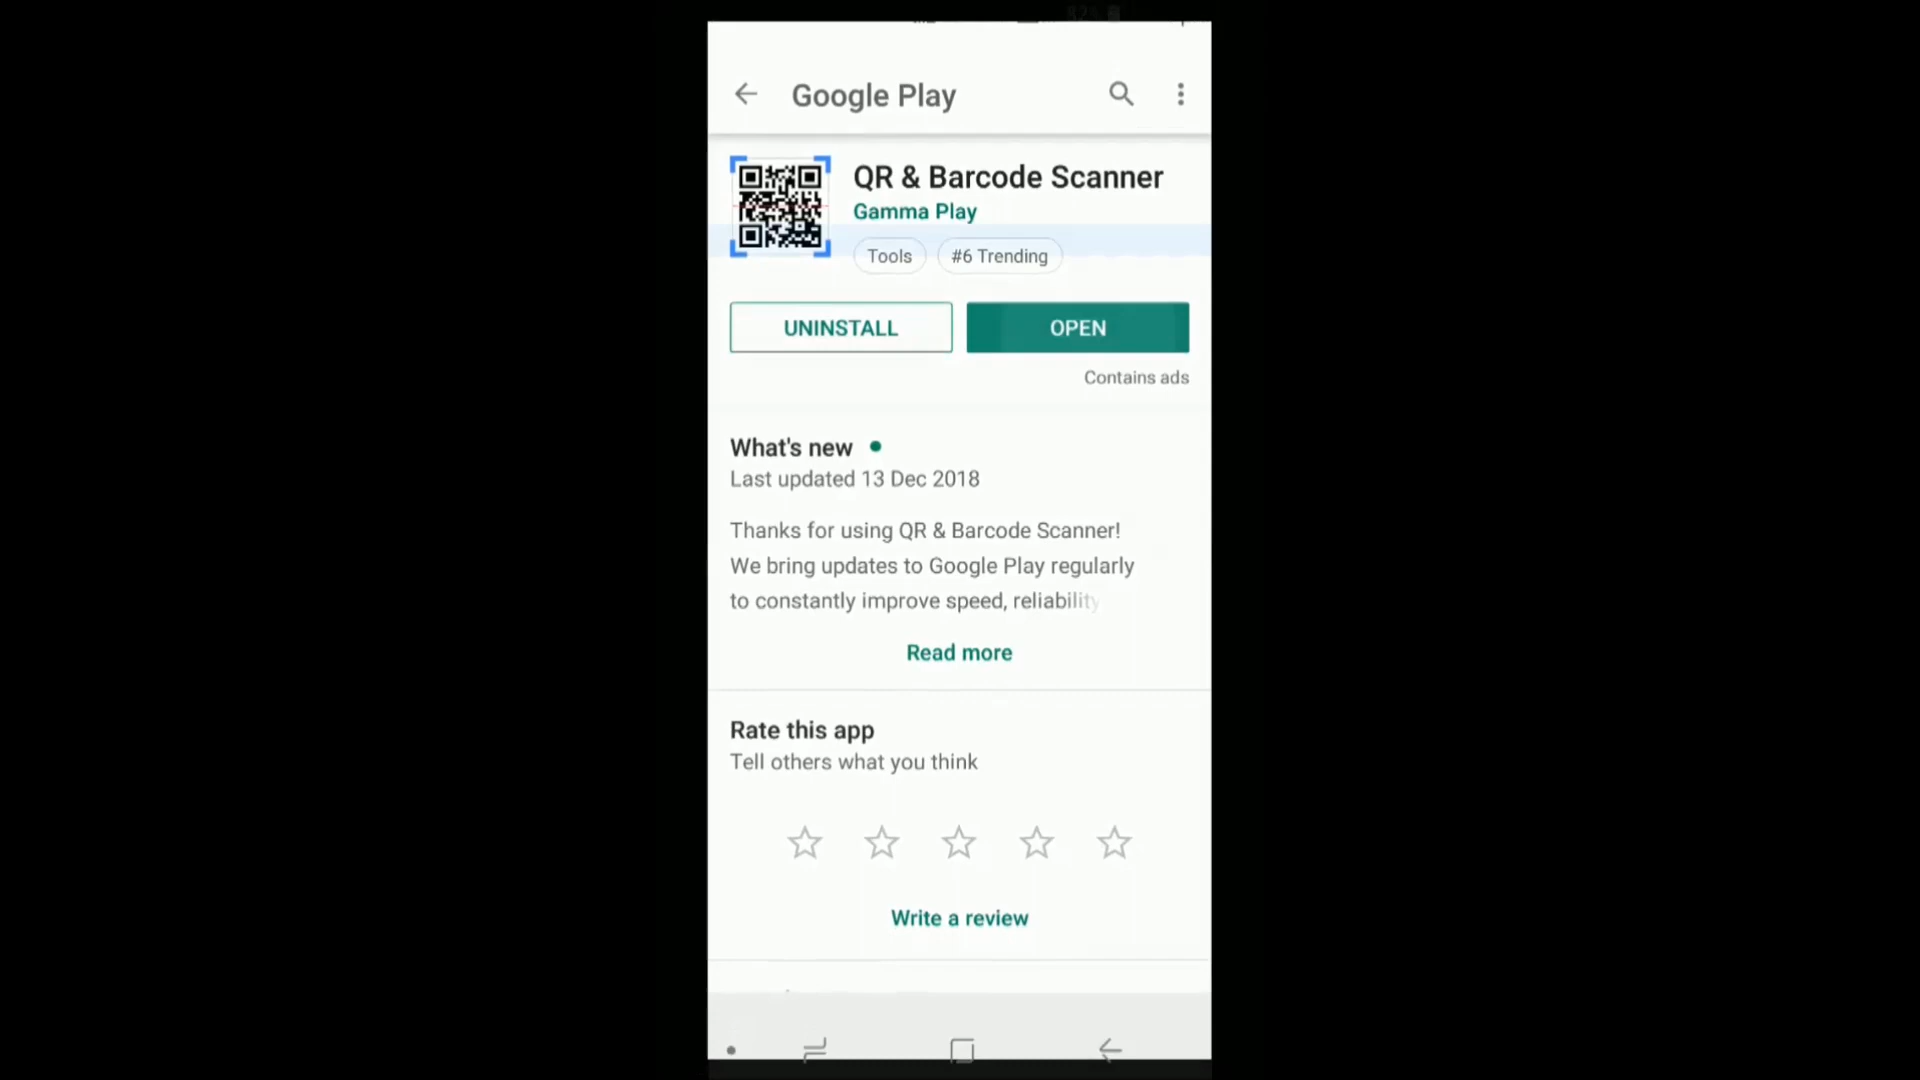 Google Play
QR & Barcode Scanner
Gamma Play
Tools
#6 Trending
UNINSTALL
OPEN
Contains ads
What's new
Last updated 13 Dec 2018
Thanks for using QR & Barcode Scanner!
We bring updates to Google Play regularly
to constantly improve speed, reliability
Read more
Rate this app
Tell others what you think
Write a review